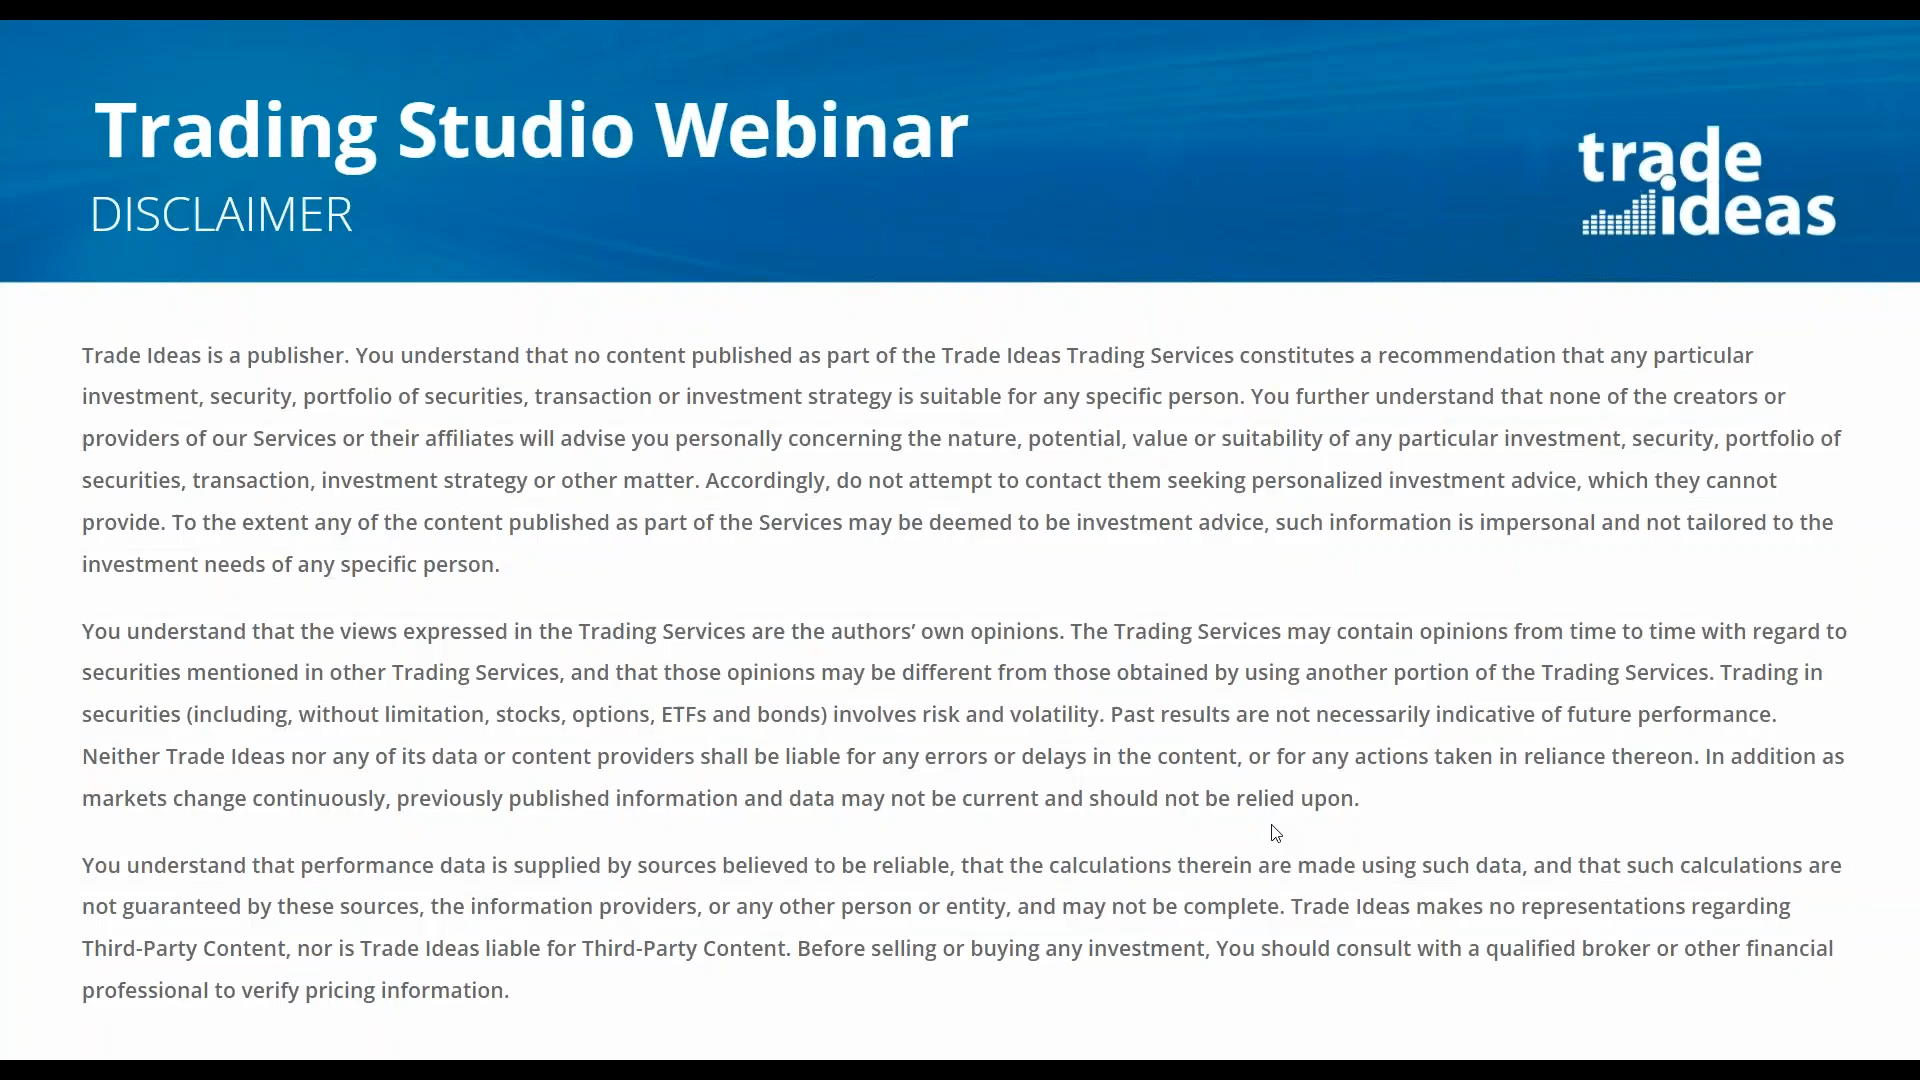 Trading Studio Webinar
DISCLAIMER
trade
ideas
Trade Ideas is a publisher. You understand that no content published as part of the Trade Ideas Trading Services constitutes a recommendation that any particular
investment, security, portfolio of securities, transaction or investment strategy is suitable for any specific person. You further understand that none of the creators or
providers of our Services or their affiliates will advise you personally concerning the nature, potential, value or suitability of any particular investment, security, portfolio of
securities, transaction, investment strategy or other matter. Accordingly, do not attempt to contact them seeking personalized investment advice, which they cannot
provide. To the extent any of the content published as part of the Services may be deemed to be investment advice, such information is impersonal and not tailored to the
investment needs of any specific person.
You understand that the views expressed in the Trading Services are the authors’ own opinions. The Trading Services may contain opinions from time to time with regard to
securities mentioned in other Trading Services, and that those opinions may be different from those obtained by using another portion of the Trading Services. Trading in
securities (including, without limitation, stocks, options, ETFs and bonds) involves risk and volatility. Past results are not necessarily indicative of future performance.
Neither Trade Ideas nor any of its data or content providers shall be liable for any errors or delays in the content, or for any actions taken in reliance thereon. In addition as
markets change continuously, previously published information and data may not be current and should not be relied upon.
You understand that performance data is supplied by sources believed to be reliable, that the calculations therein are made using such data, and that such calculations are
not guaranteed by these sources, the information providers, or any other person or entity, and may not be complete. Trade Ideas makes no representations regarding
Third-Party Content, nor is Trade Ideas liable for Third-Party Content. Before selling or buying any investment, You should consult with a qualified broker or other financial
professional to verify pricing information.